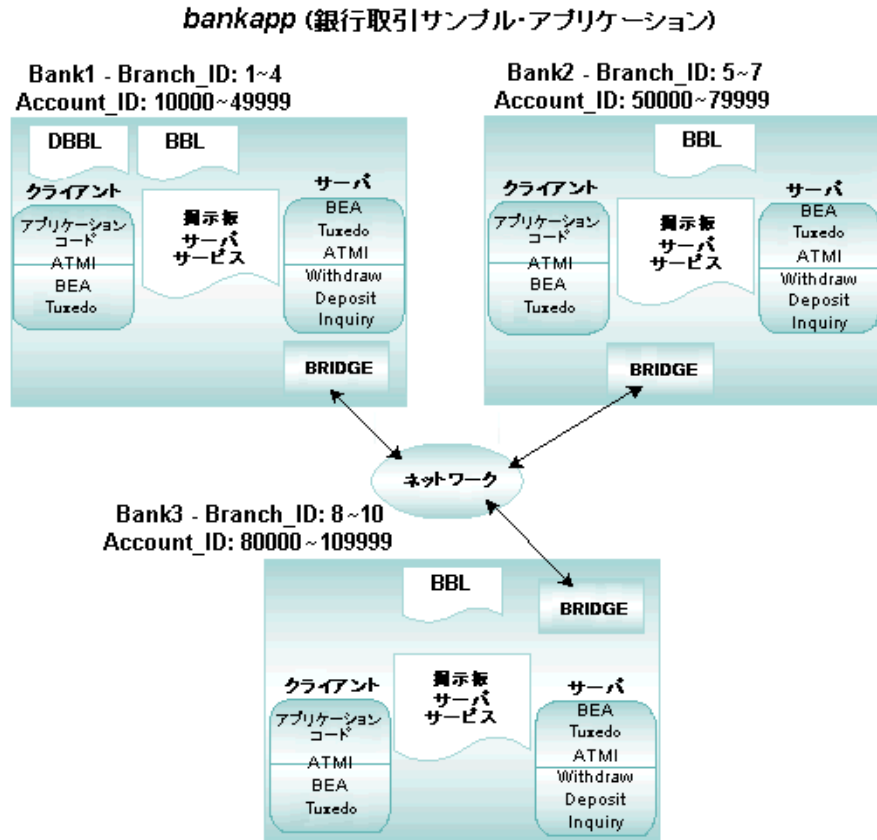 bankapp (銀行取引サンプル・アプリケーション)
Bank1 - Branch_ID: 1~4
Account_ID: 10000~49999
DBBL
BBL
クライアント
アプリケーション
コード
ATMI
BEA
Tuxedo
掲示板
サーバ
サービス
サーバ
BEA
Tuxedo
ATMI
Withdraw
Deposit
Inquiry
BRIDGE
Bank2 - Branch_ID: 5~7
Account_ID: 50000~79999
BBL
クライアント
アプリケーション
コード
ATMI
BEA
Tuxedo
掲示板
サーバ
サービス
サーバ
BEA
Tuxedo
ATMI
Withdraw
Deposit
Inquiry
BRIDGE
ネットワーク
Bank3 - Branch_ID: 8~10
Account_ID: 80000~109999
BBL
BRIDGE
クライアント
アプリケーション
コード
ATMI
BEA
Tuxedo
掲示板
サーバ
サービス
サーバ
BEA
Tuxedo
ATMI
Withdraw
Deposit
Inquiry